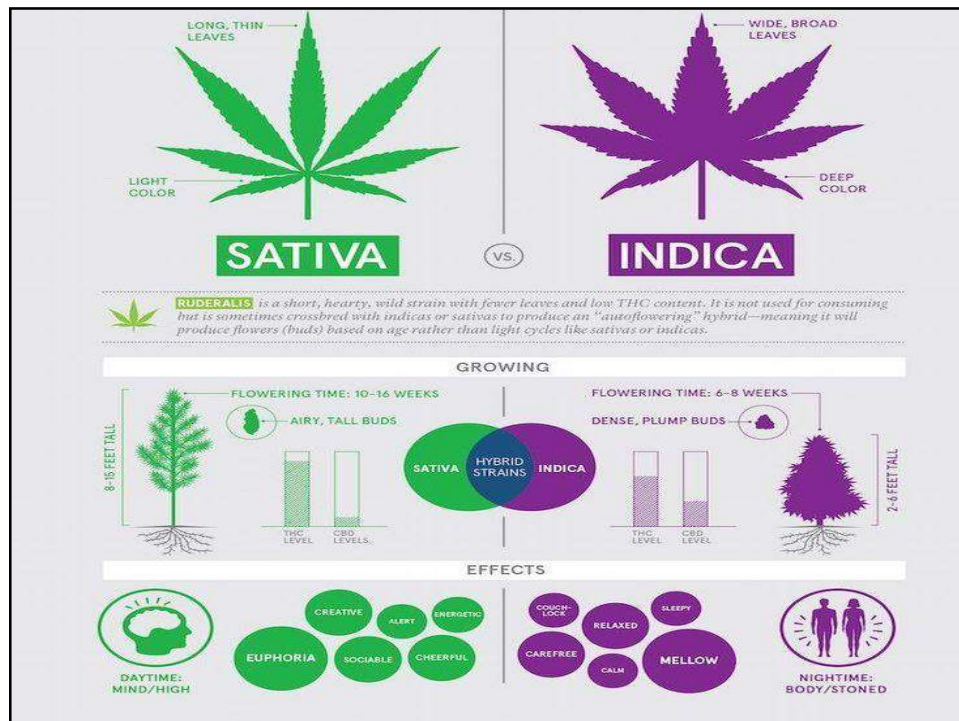 LONG, THIN
LEAVES
WIDE, BROAD
LEAVES
LIGHT
COLOR
DEEP
COLOR
SATIVA
VS.
INDICA
RUDERALIS is a short, hearty, wild strain with fewer leaves and low THC content. It is not used for consuming
but is sometimes crossbred with indicas or sativas to produce an "autoflowering" hybrid—meaning it will
produce flowers (buds) based on age rather than light cycles like sativas or indicas.
GROWING
FLOWERING TIME: 10-16 WEEKS
AIRY, TALL BUDS
8-15 FEET TALL
THC
LEVEL
CBD
LEVELS.
SATIVA
HYBRID
STRAINS
INDICA
FLOWERING TIME: 6-8 WEEKS
DENSE, PLUMP BUDS
THC
LEVEL
CBD
LEVEL
2-6 FEET TALL
EFFECTS
DAYTIME:
MIND/HIGH
CREATIVE
ALERT
ENERGETIC
EUPHORIA
SOCIABLE
CHEERFUL
COUCH-
LOCK
RELAXED
SLEEPY
CAREFREE
CALM
MELLOW
NIGHTIME:
BODY/STONED